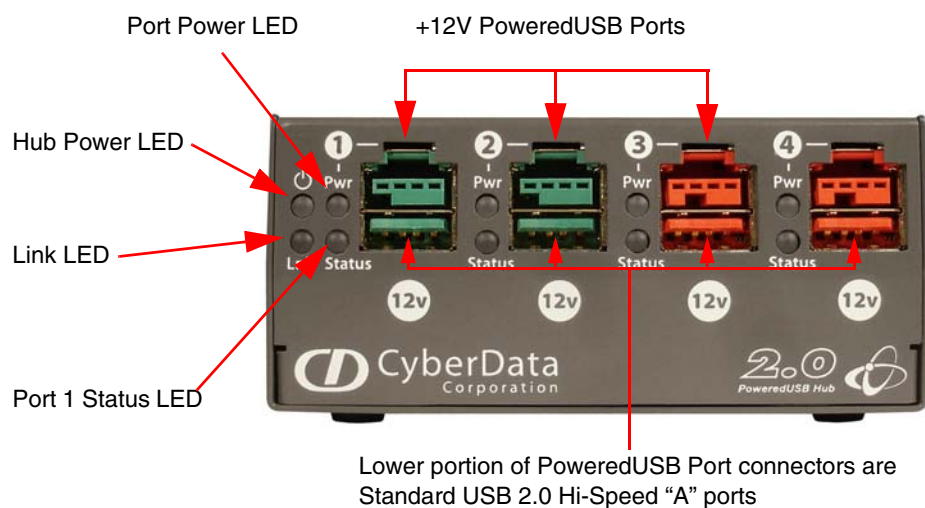 Port Power LED
+12V PoweredUSB Ports
Hub Power LED
Link LED
Port 1 Status LED
1
2
3
4
Pwr
Pwr
Pwr
Pwr
Status
Status
Status
Status
12v
12v
12v
12v
CyberData
Corporation
2.0
PoweredUSB Hub
Lower portion of PoweredUSB Port connectors are
Standard USB 2.0 Hi-Speed “A” ports